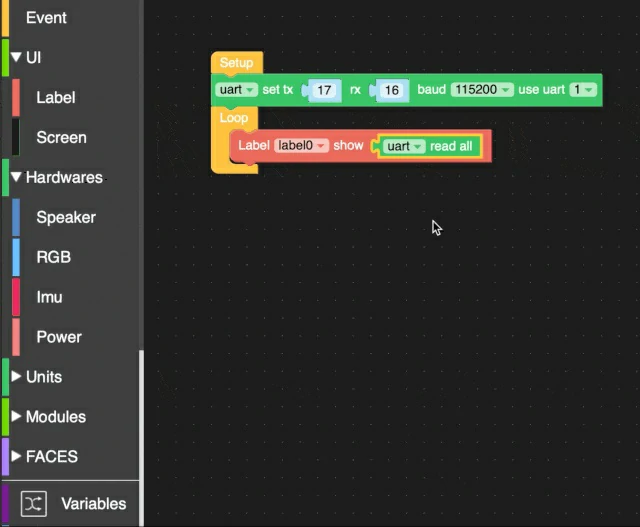 Event
UI
Label
Screen
Hardwares
Speaker
RGB
Imu
Power
Units
Modules
FACES
Variables
Setup
uart set tx 17 rx 16 baud 115200 use uart 1
Loop
Label label0 show uart read all